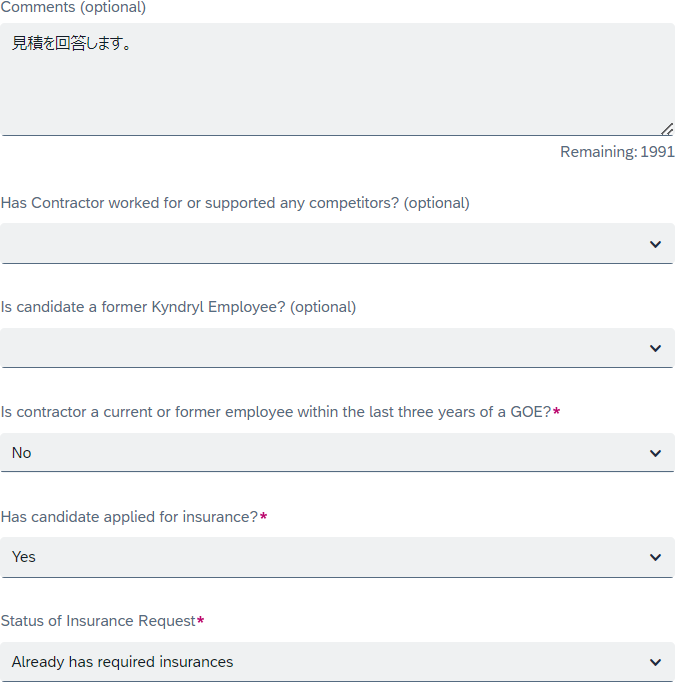 Comments (optional)
見積を回答します。
Remaining: 1991
Has Contractor worked for or supported any competitors? (optional)
Is candidate a former Kyndryl Employee? (optional)
Is contractor a current or former employee within the last three years of a GOE?*
No
Has candidate applied for insurance?*
Yes
Status of Insurance Request*
Already has required insurances